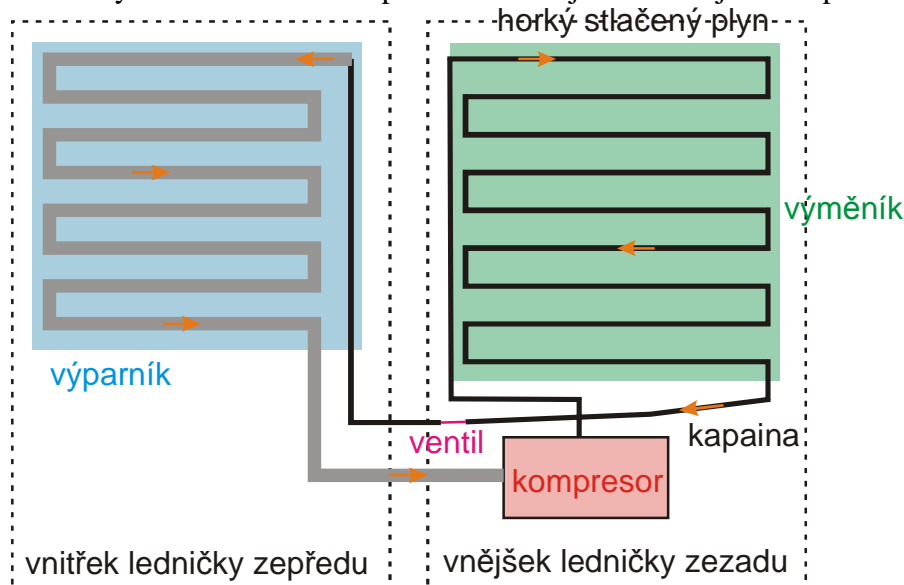 horký stlačený plyn
výměník
výparník
ventil
kapaina
kompresor
vnitřek ledničky zepředu
vnějšek ledničky zezadu